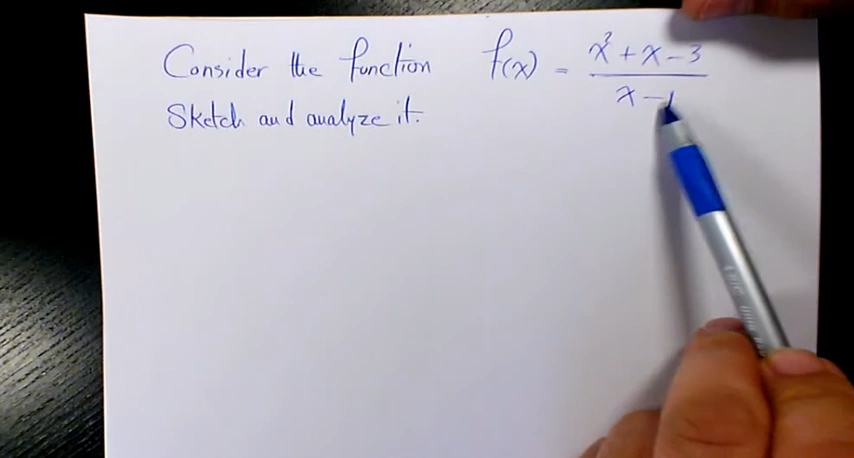 Consider the function f(x) = x² + x - 3 / x - 1
Sketch and analyze it.